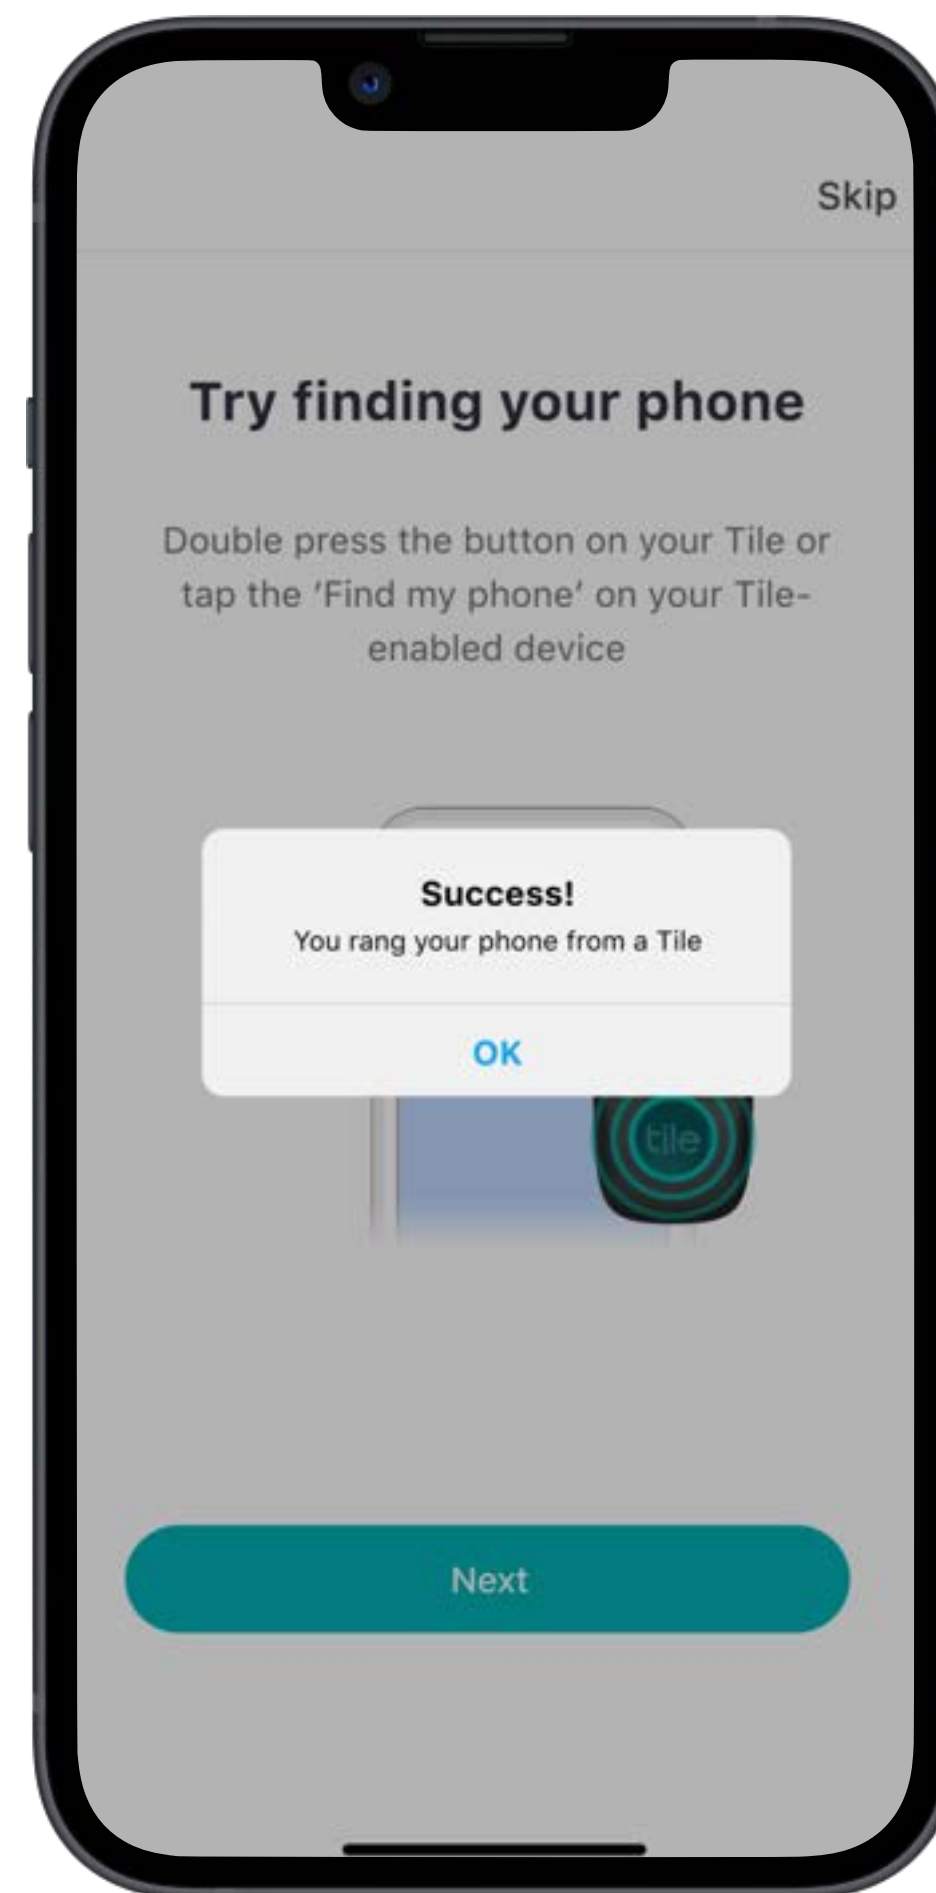 Skip
Try finding your phone
Double press the button on your Tile or
tap the ‘Find my phone’ on your Tile-
enabled device
Success!
You rang your phone from a Tile
OK
tile
Next